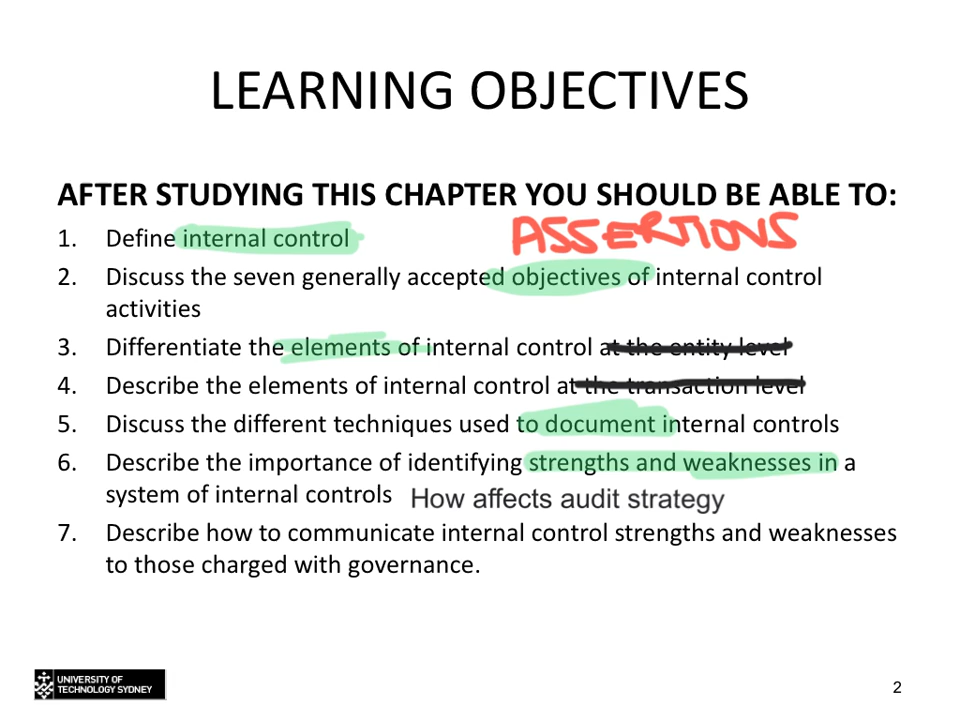 LEARNING OBJECTIVES
AFTER STUDYING THIS CHAPTER YOU SHOULD BE ABLE TO:
1. Define internal control
ASSERTIONS
2. Discuss the seven generally accepted objectives of internal control
activities
3. Differentiate the elements of internal control at the entity level
4. Describe the elements of internal control at the transaction level
5. Discuss the different techniques used to document internal controls
6. Describe the importance of identifying strengths and weaknesses in a
system of internal controls How affects audit strategy
7. Describe how to communicate internal control strengths and weaknesses
to those charged with governance.
UNIVERSITY OF
TECHNOLOGY SYDNEY
2